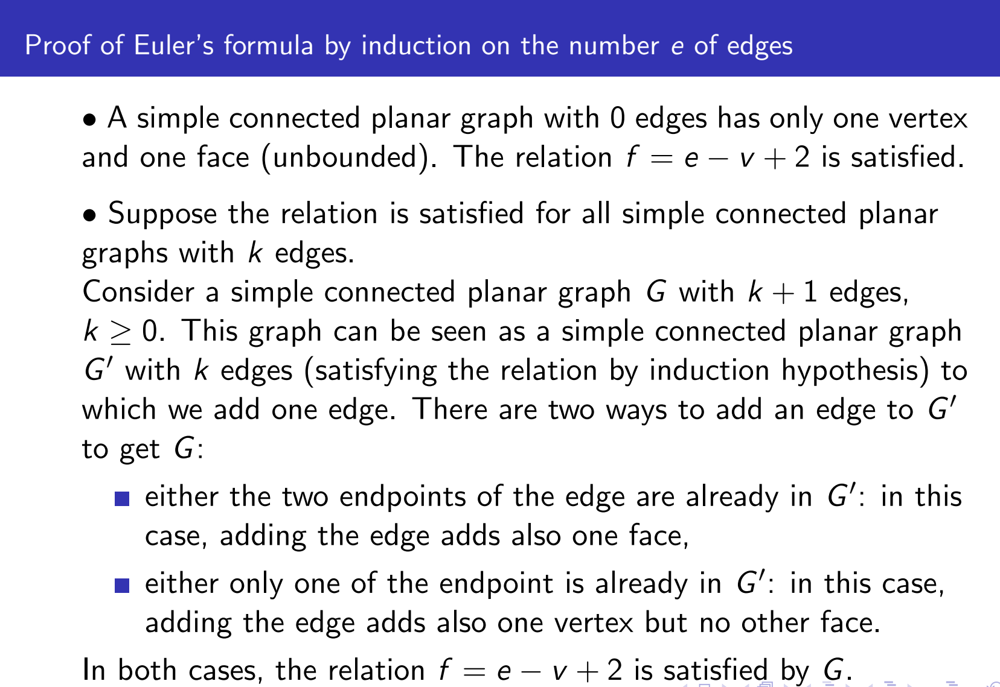 Proof of Euler's formula by induction on the number e of edges
• A simple connected planar graph with 0 edges has only one vertex
and one face (unbounded). The relation f = e − v + 2 is satisfied.
• Suppose the relation is satisfied for all simple connected planar
graphs with k edges.
Consider a simple connected planar graph G with k + 1 edges,
k ≥ 0. This graph can be seen as a simple connected planar graph
G′ with k edges (satisfying the relation by induction hypothesis) to
which we add one edge. There are two ways to add an edge to G′
to get G:
either the two endpoints of the edge are already in G′: in this
case, adding the edge adds also one face,
either only one of the endpoint is already in G′: in this case,
adding the edge adds also one vertex but no other face.
In both cases, the relation f = e − v + 2 is satisfied by G.